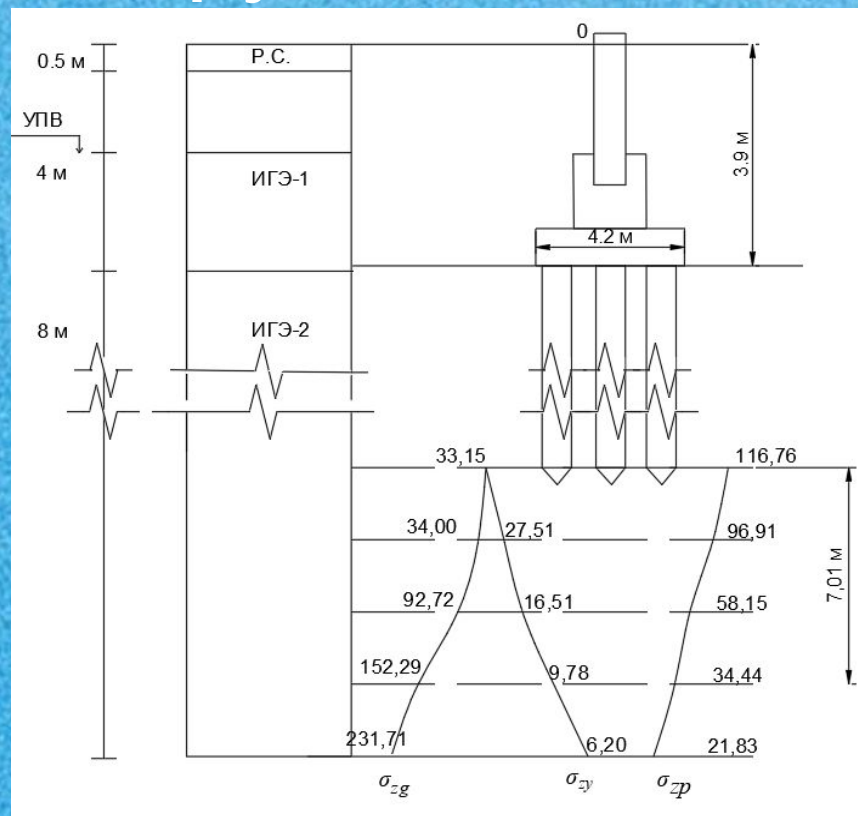 0
0.5 м
Р.С.
УПВ
4 м
ИГЭ-1
3.9 м
4.2 м
8 м
ИГЭ-2
33,15
116,76
34,00
27,51
96,91
92,72
16,51
58,15
7,01 м
152,29
9,78
34,44
231,71
6,20
21,83
σzg
σzy
σzp